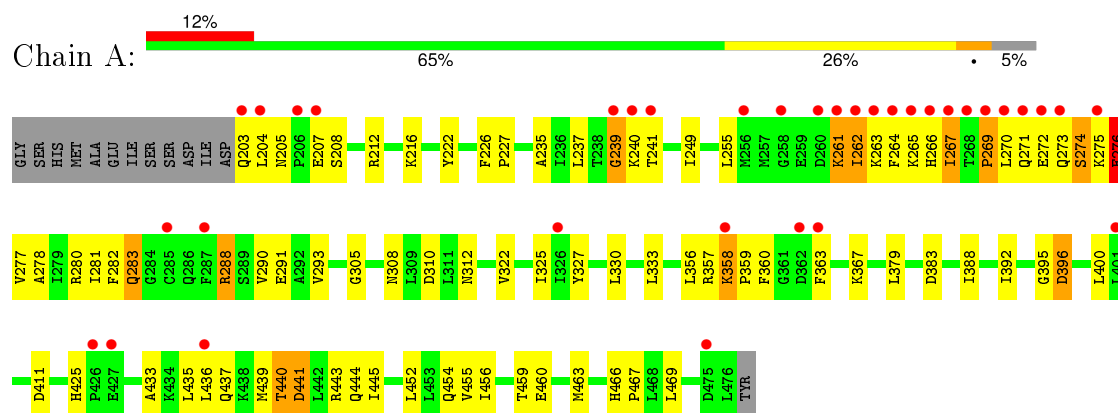 12%
Chain A:
65%
26%
5%
GLY SER HIS MET ALA GLU ILE SER SER ASP ILE ASP Q203 L204 N205 P206 E207 S208 R212 K216 Y222 F226 P227 A235 I236 L237 T238 G239 K240 T241 I249 L255 M256 M257 G258 E259 D260 K261 I262 K263 F264 K265 H266 I267 T268 P269 L270 Q271 E272 Q273 S274 K275 E276
V277 A278 I279 R280 I281 F282 Q283 G284 C285 Q286 F287 R288 S289 V290 E291 A292 V293 G305 N308 L309 D310 L311 N312 V322 I325 I326 Y327 L330 L333 L356 R357 K358 P359 F360 G361 D362 F363 K367 L379 D383 I388 I392 G395 D396 L400
D411 H425 P426 E427 A433 K434 L435 L436 Q437 K438 M439 T440 D441 L442 R443 Q444 I445 L452 L453 Q454 V455 I456 T459 E460 M463 H466 P467 L468 L469 D475 L476 TYR